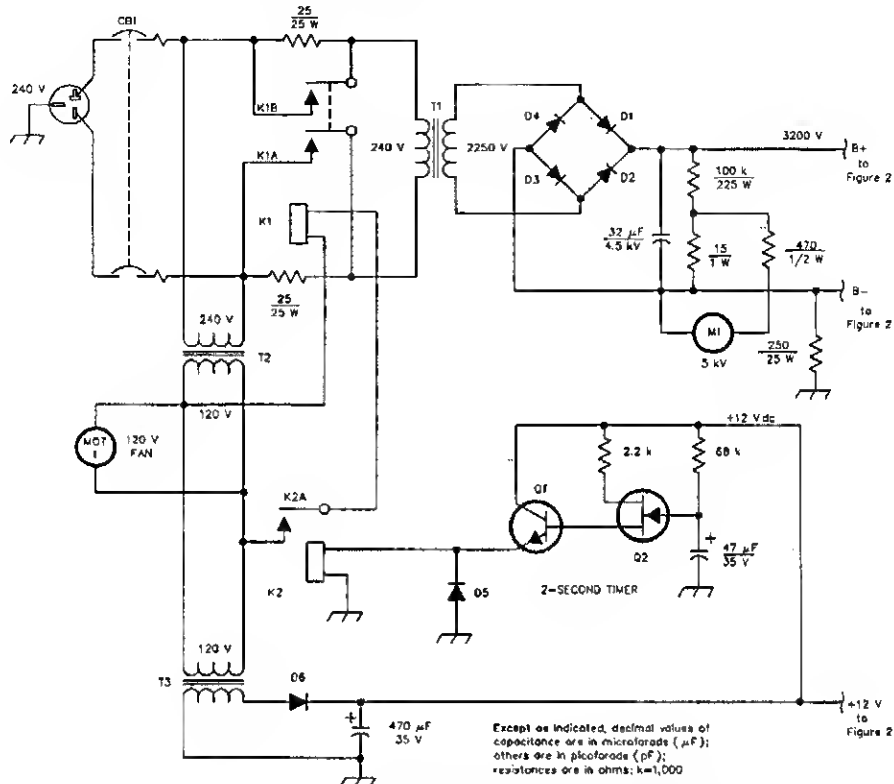 CB1
25
25 W
240 V
K1B
K1A
T1
240 V
2250 V
D4
D1
D3
D2
3200 V
B+
to
Figure 2
100 k
225 W
32 µF
4.5 kV
15
1 W
470
1/2 W
B–
to
Figure 2
M1
5 kV
250
25 W
K1
25
25 W
240 V
T2
120 V
MOT
1
120 V
FAN
K2A
K2
+12 Vdc
2.2 k
68 k
Q1
Q2
47 µF
35 V
D5
2-SECOND TIMER
120 V
T3
D6
470 µF
35 V
+12 V
to
Figure 2
Except as indicated, decimal values of
capacitance are in microfarads (µF);
others are in picofarads (pF);
resistances are in ohms; k=1,000